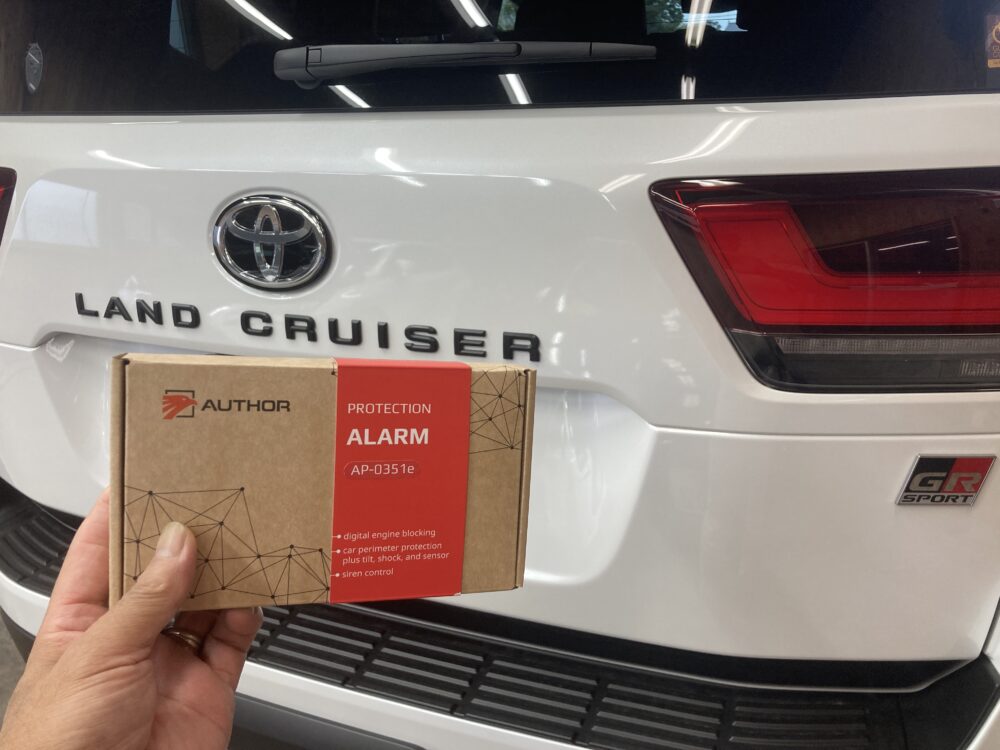 LAND CRUISER
AUTHOR
PROTECTION
ALARM
AP-0351e
digital engine blocking
car perimeter protection
plus tilt, shock, and sensor
siren control
GR
SPORT